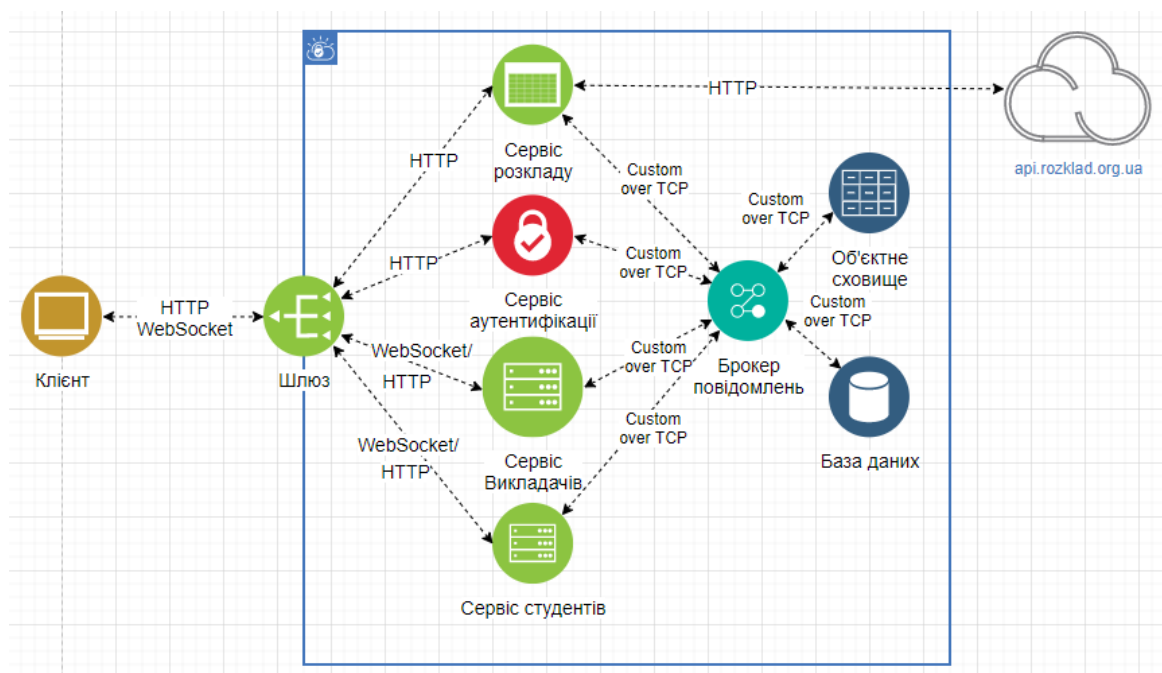 HTTP
api.rozklad.org.ua
HTTP
Сервіс
розкладу
Custom
over TCP
Custom
over TCP
HTTP
Custom
over TCP
Об'єктне
сховище
HTTP
WebSocket
Сервіс
аутентифікації
Custom
over TCP
Клієнт
Шлюз
WebSocket/
HTTP
Custom
over TCP
Брокер
повідомлень
WebSocket/
HTTP
Custom
over TCP
Сервіс
Викладачів
База даних
Сервіс студентів